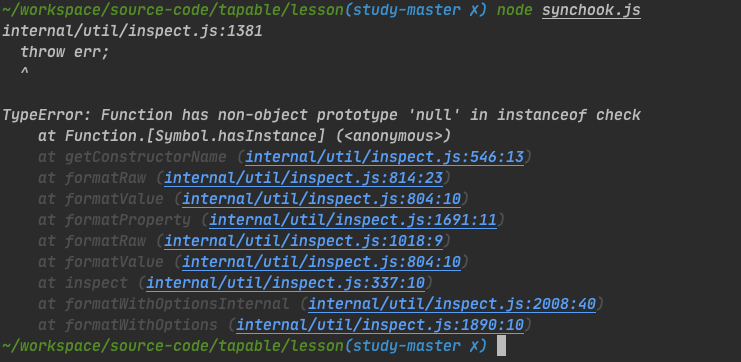 ~/workspace/source-code/tapable/lesson(study-master ✗) node synchook.js
internal/util/inspect.js:1381
  throw err;
  ^

TypeError: Function has non-object prototype 'null' in instanceof check
    at Function.[Symbol.hasInstance] (<anonymous>)
    at getConstructorName (internal/util/inspect.js:546:13)
    at formatRaw (internal/util/inspect.js:814:23)
    at formatValue (internal/util/inspect.js:804:10)
    at formatProperty (internal/util/inspect.js:1691:11)
    at formatRaw (internal/util/inspect.js:1018:9)
    at formatValue (internal/util/inspect.js:804:10)
    at inspect (internal/util/inspect.js:337:10)
    at formatWithOptionsInternal (internal/util/inspect.js:2008:40)
    at formatWithOptions (internal/util/inspect.js:1890:10)
~/workspace/source-code/tapable/lesson(study-master ✗)